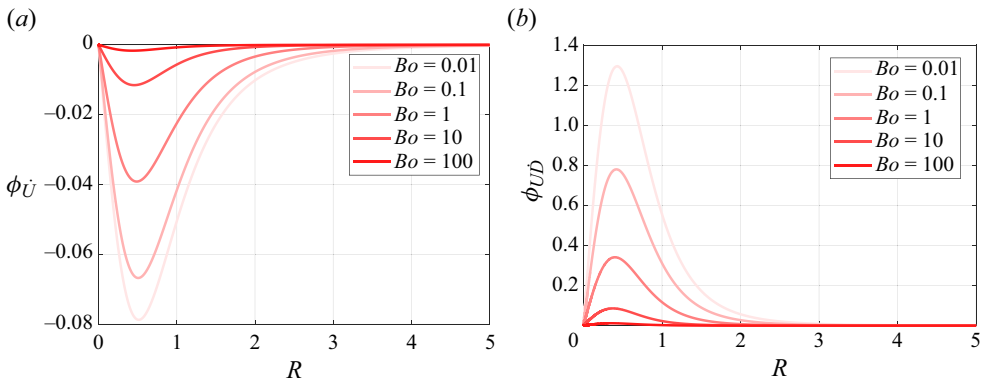 (a)
0
–0.02
–0.04
–0.06
–0.08
ϕU̇
0 1 2 3 4 5
R
Bo = 0.01
Bo = 0.1
Bo = 1
Bo = 10
Bo = 100
(b)
1.4
1.2
1.0
0.8
0.6
0.4
0.2
ϕUḊ
0 1 2 3 4 5
R
Bo = 0.01
Bo = 0.1
Bo = 1
Bo = 10
Bo = 100